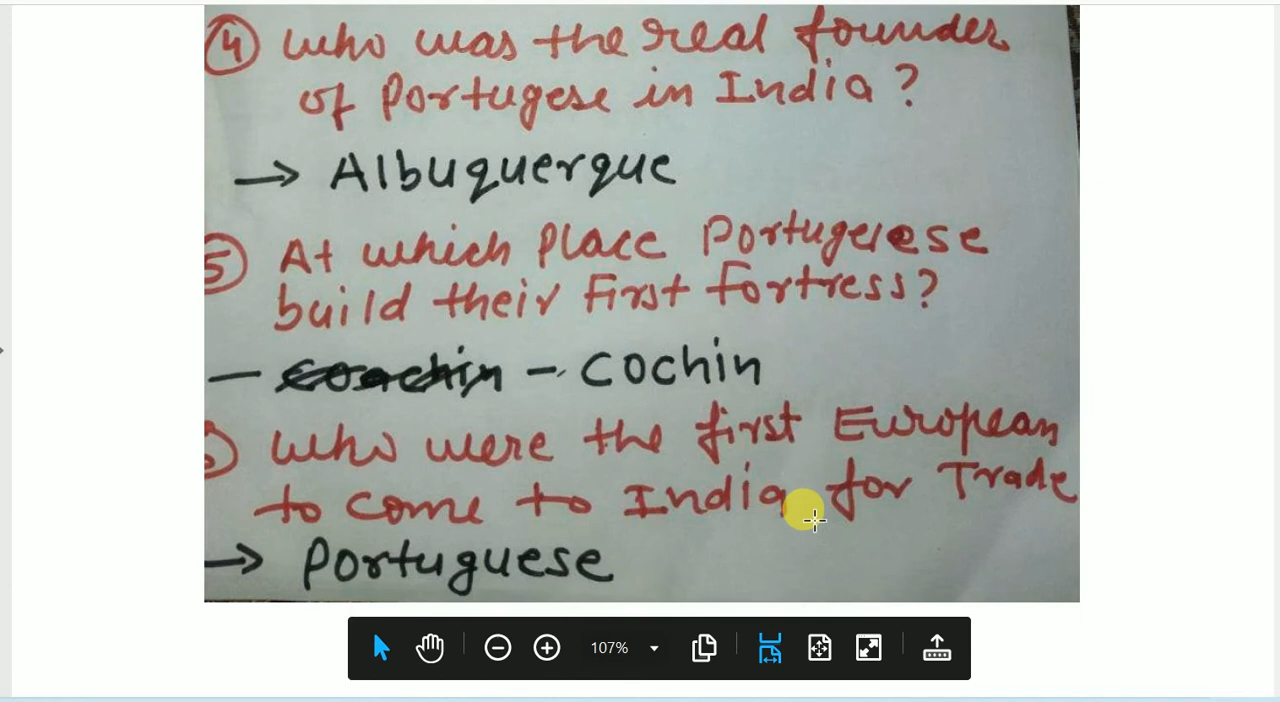 ④ Who was the real founder
of Portugese in India ?
→ Albuquerque
⑤ At which Place Portugerese
build their First Fortress?
– – Cochin
Who were the first European
to come to India for Trade
→ Portuguese
107%